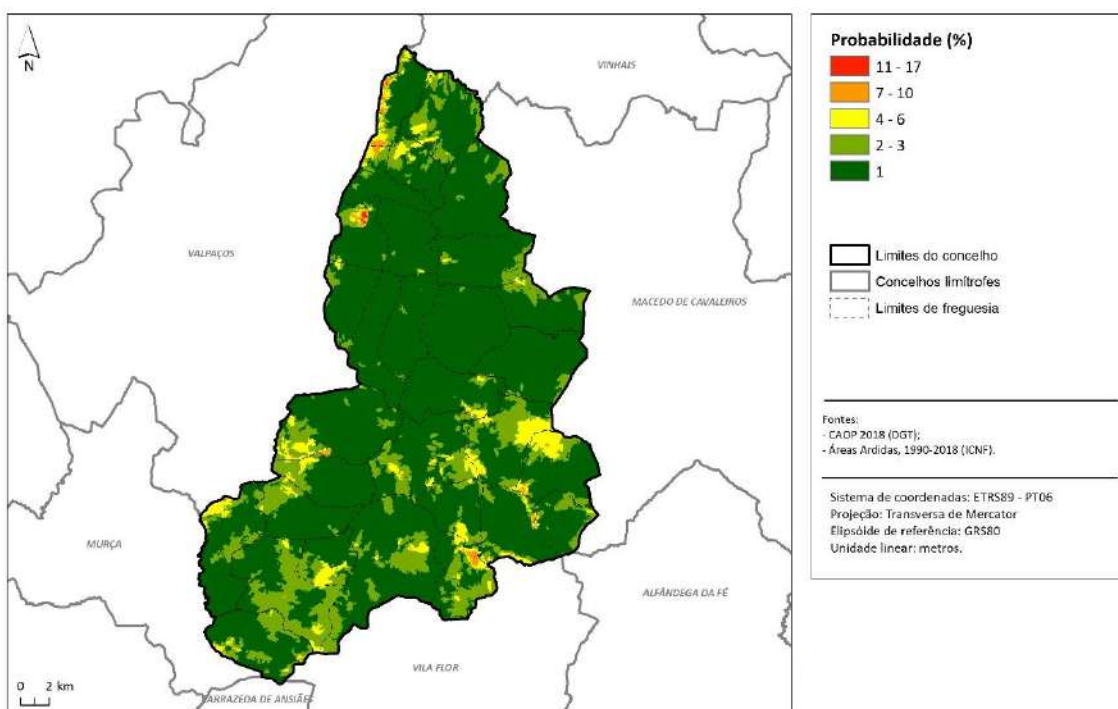 N
VINHAIS
VALPAÇOS
MACEDO DE CAVALEIROS
MURÇA
ALFÂNDEGA DA FÉ
VILA FLOR
ARRAZEDA DE ANSIÃES
0 2 km
Probabilidade (%)
11 - 17
7 - 10
4 - 6
2 - 3
1
Limites do concelho
Concelhos limítrofes
Limites de freguesia
Fontes:
- CAOP 2018 (DGT);
- Áreas Ardidas, 1990-2018 (ICNF).
Sistema de coordenadas: ETRS89 - PT06
Projeção: Transversa de Mercator
Elipsóide de referência: GRS80
Unidade linear: metros.